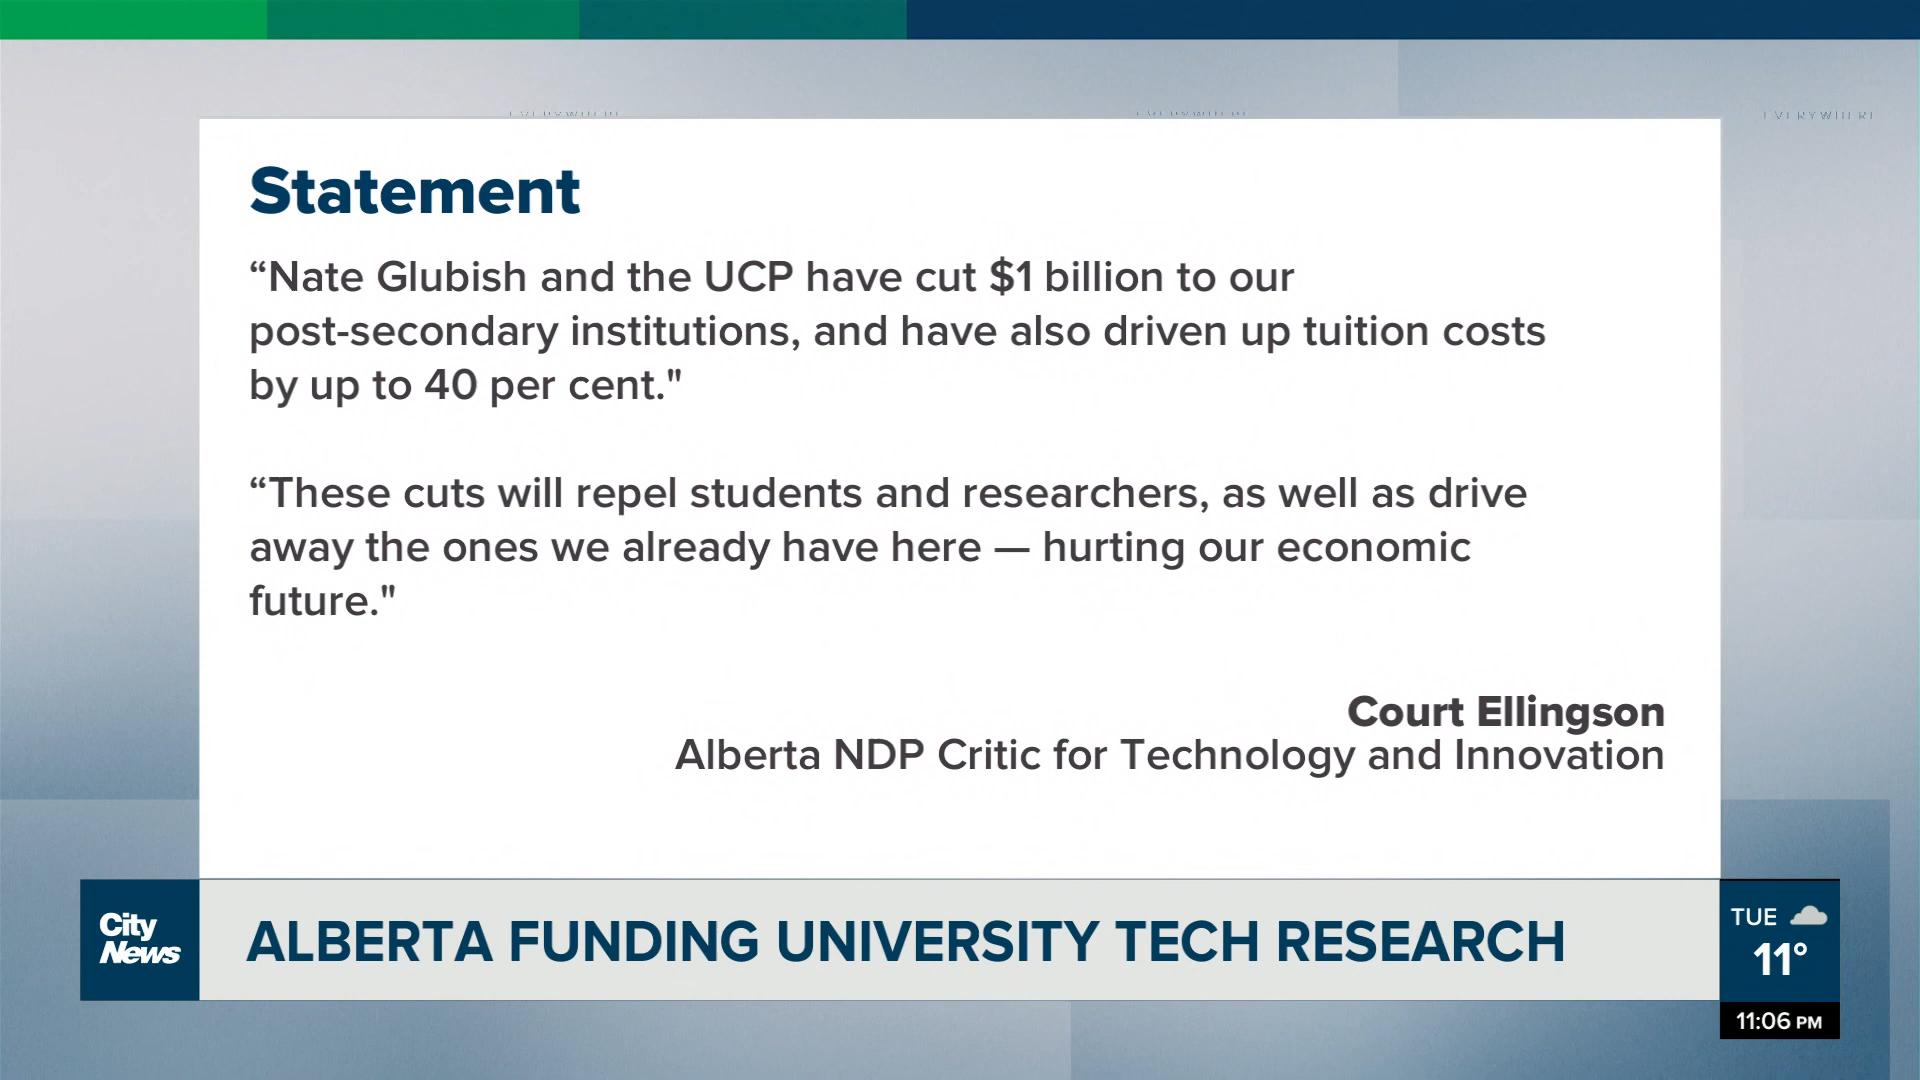 EVERYWHERE EVERYWHERE EVERYWHERE
Statement
“Nate Glubish and the UCP have cut $1 billion to our
post-secondary institutions, and have also driven up tuition costs
by up to 40 per cent."
“These cuts will repel students and researchers, as well as drive
away the ones we already have here — hurting our economic
future."
Court Ellingson
Alberta NDP Critic for Technology and Innovation
City
News
ALBERTA FUNDING UNIVERSITY TECH RESEARCH
TUE
11°
11:06 PM